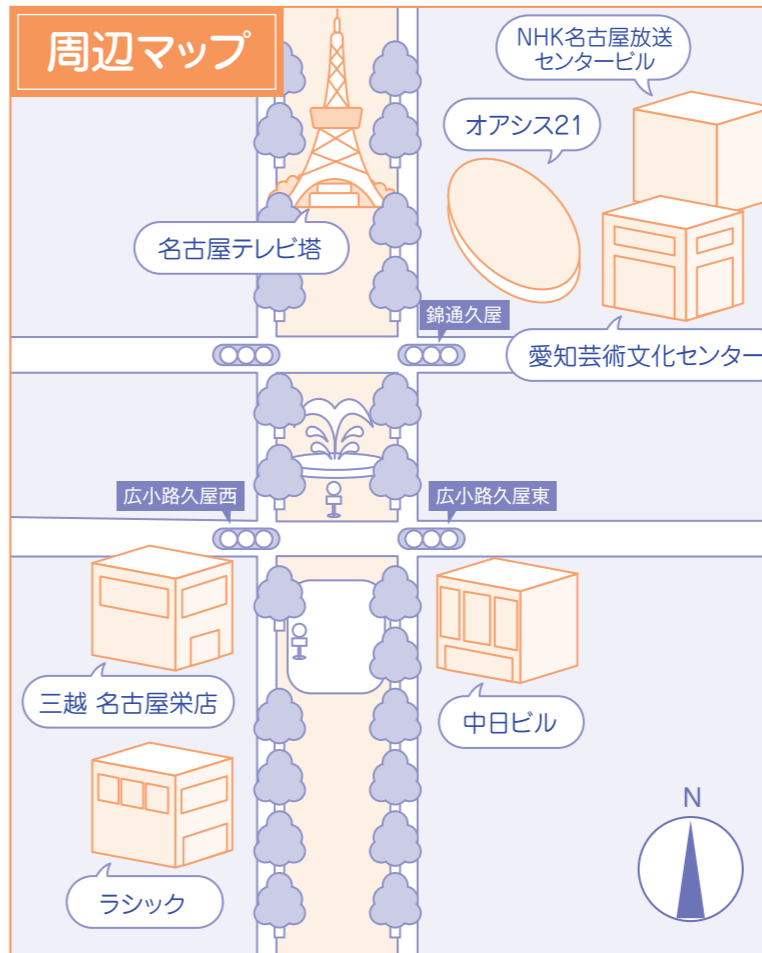 周辺マップ
NHK名古屋放送
センタービル
オアシス21
名古屋テレビ塔
錦通久屋
愛知芸術文化センター
広小路久屋西
広小路久屋東
三越 名古屋栄店
中日ビル
N
ラシック